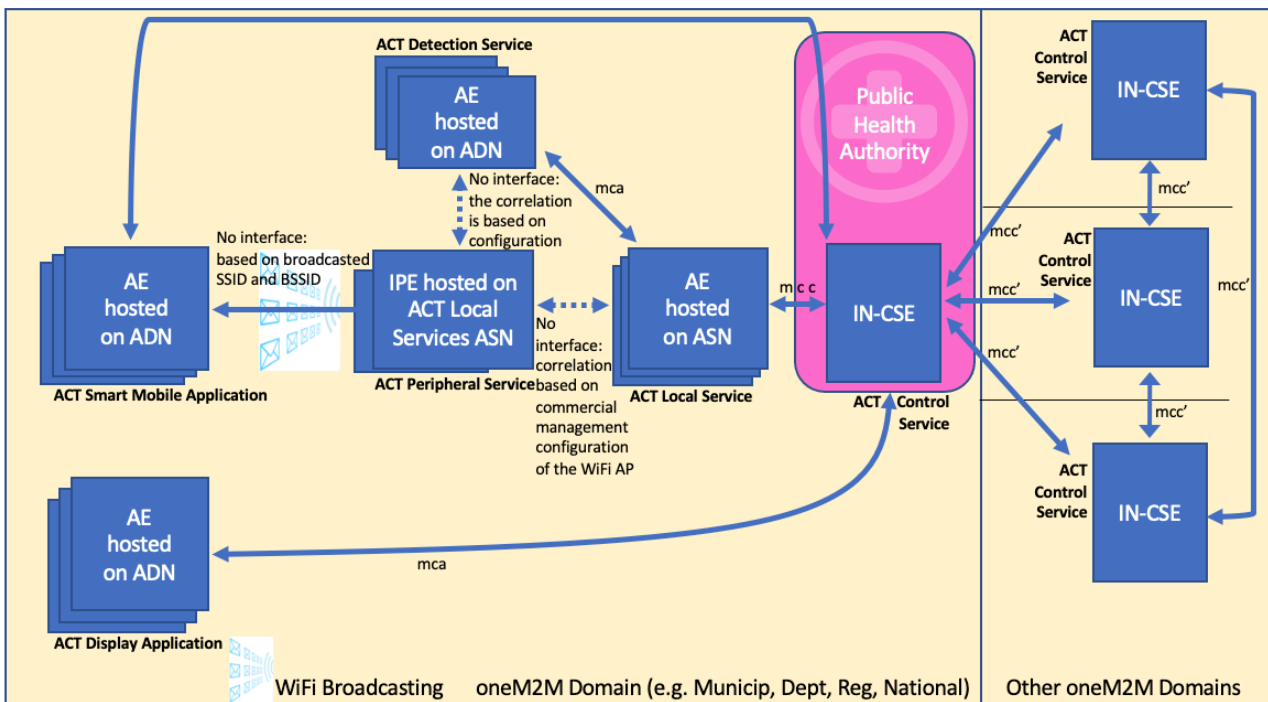 ACT Detection Service
AE
hosted
on ADN
No interface:
the correlation
is based on
configuration
mca
No interface:
based on broadcasted
SSID and BSSID
AE
hosted
on ADN
ACT Smart Mobile Application
IPE hosted on
ACT Local
Services ASN
ACT Peripheral Service
No
interface:
correlation
based on
commercial
management
configuration
of the WiFi AP
AE
hosted
on ASN
ACT Local Service
m c c
Public
Health
Authority
IN-CSE
ACT Control
Service
AE
hosted
on ADN
ACT Display Application
mca
WiFi Broadcasting
oneM2M Domain (e.g. Municip, Dept, Reg, National)
ACT
Control
Service
IN-CSE
mcc’
mcc’
ACT
Control
Service
IN-CSE
mcc’
mcc’
mcc’
mcc’
ACT
Control
Service
IN-CSE
Other oneM2M Domains